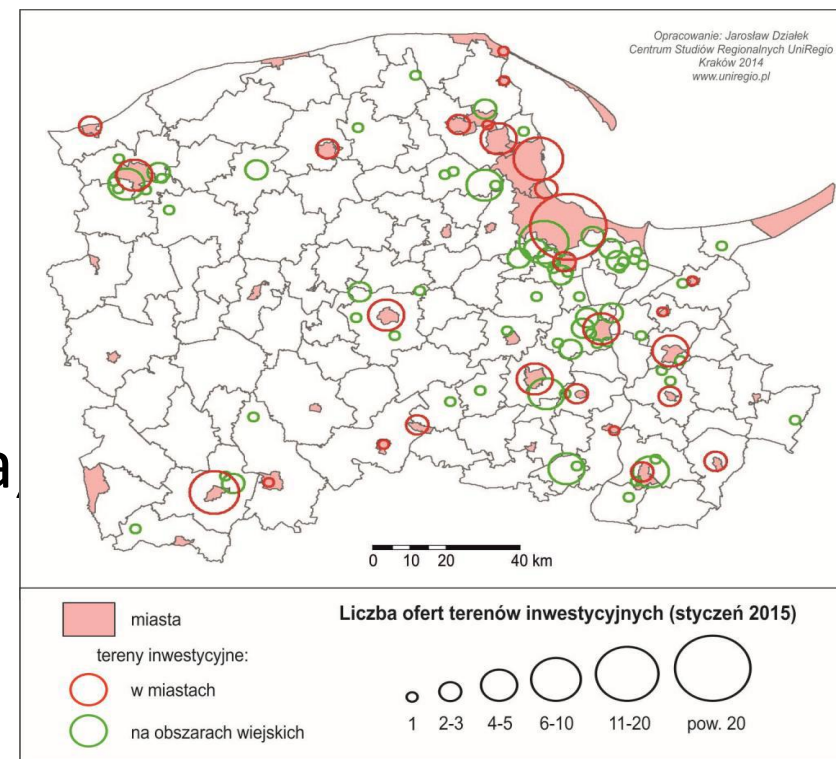 Opracowanie: Jarosław Działek
Centrum Studiów Regionalnych UniRegio
Kraków 2014
www.uniregio.pl
a,
0 10 20 40 km
miasta
tereny inwestycyjne:
w miastach
na obszarach wiejskich
Liczba ofert terenów inwestycyjnych (styczeń 2015)
1 2-3 4-5 6-10 11-20 pow. 20